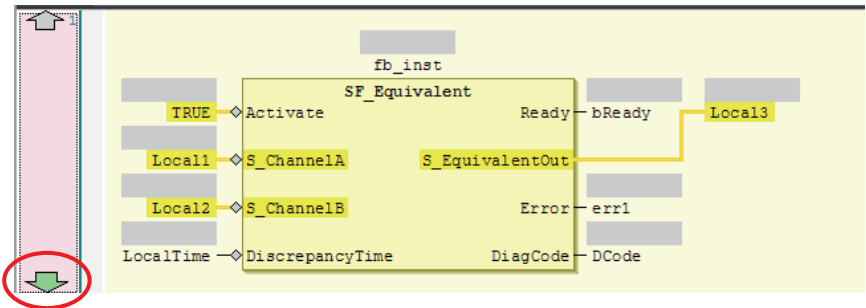 1
fb_inst
SF_Equivalent
TRUE Activate Ready bReady Local3
Local1 S_ChannelA S_EquivalentOut
Local2 S_ChannelB Error err1
LocalTime DiscrepancyTime DiagCode DCode